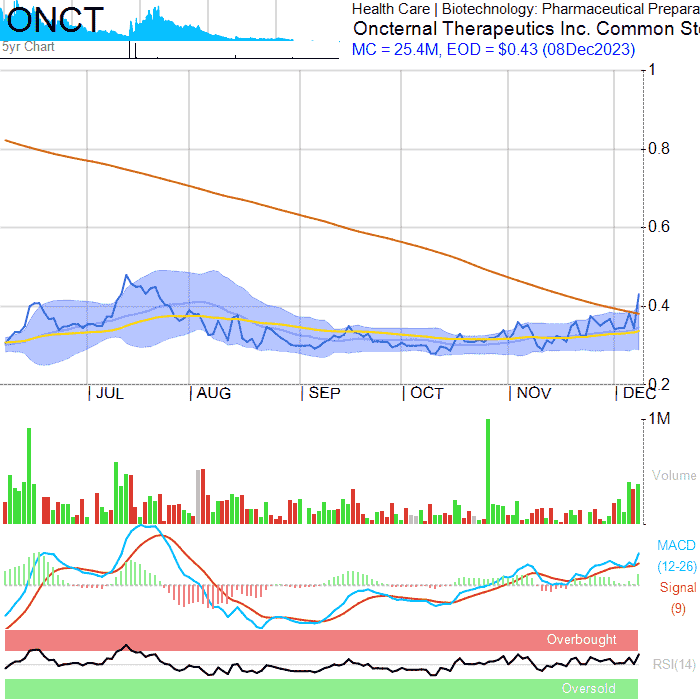 ONCT
5yr Chart
Health Care | Biotechnology: Pharmaceutical Prepara
Oncternal Therapeutics Inc. Common Sto
MC = 25.4M, EOD = $0.43 (08Dec2023)
1
0.8
0.6
0.4
0.2
JUL AUG SEP OCT NOV DEC
1M
Volume
MACD
(12-26)
Signal
(9)
Overbought
RSI(14)
Oversold